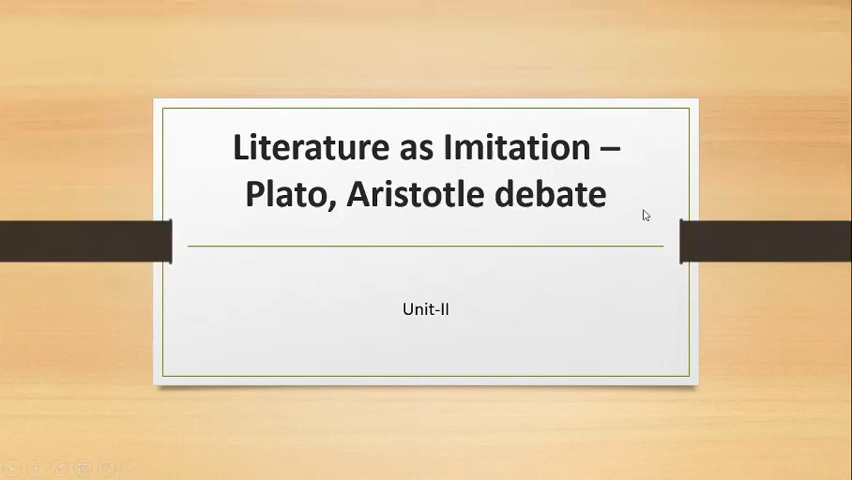 Literature as Imitation –
Plato, Aristotle debate
Unit-II